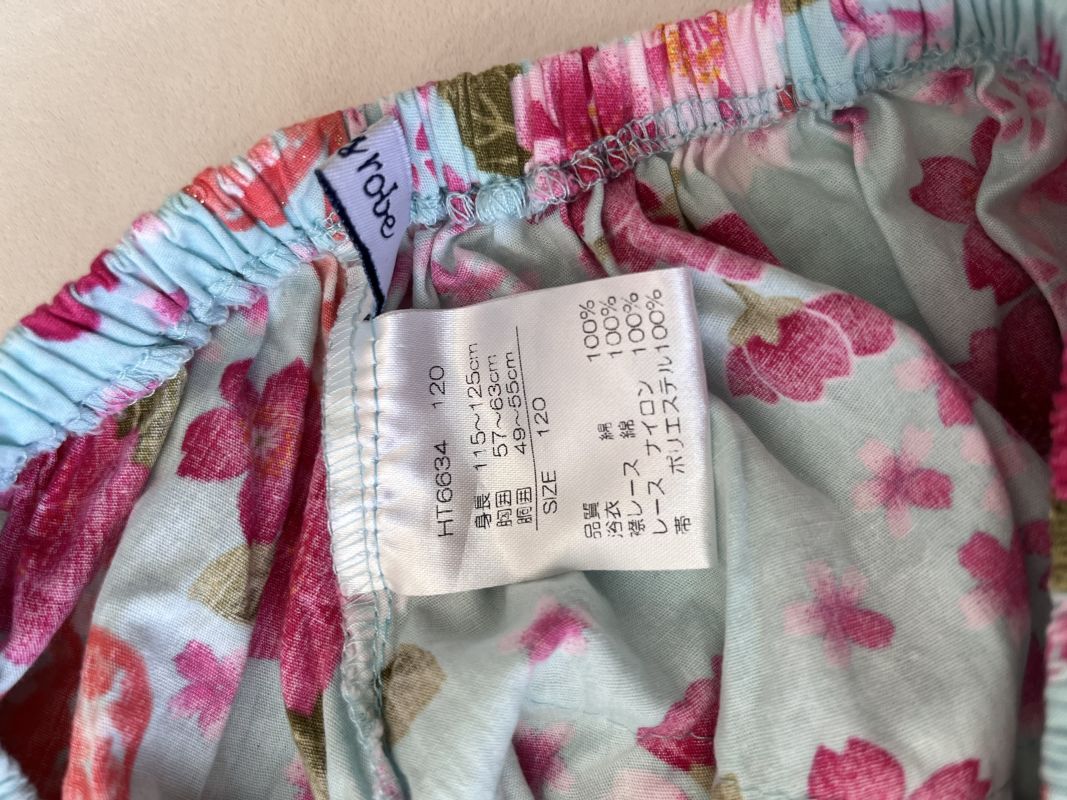 y robe
HT6634 120
身長 115~125cm
胸囲 57~63cm
胴囲 49~55cm
SIZE 120
品質
浴衣 綿 100%
襟レース 綿 100%
レース ナイロン 100%
帯 ポリエステル100%